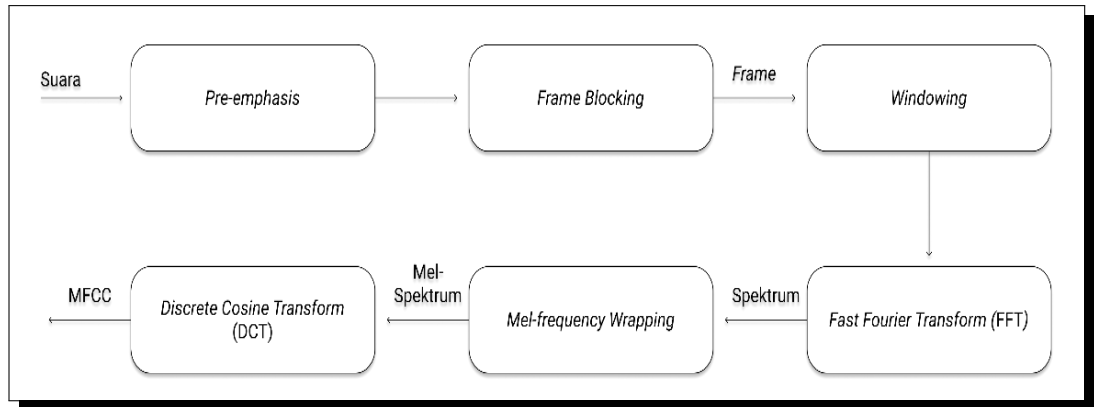 Suara
Pre-emphasis
Frame Blocking
Frame
Windowing
MFCC
Discrete Cosine Transform
(DCT)
Mel-
Spektrum
Mel-frequency Wrapping
Spektrum
Fast Fourier Transform (FFT)